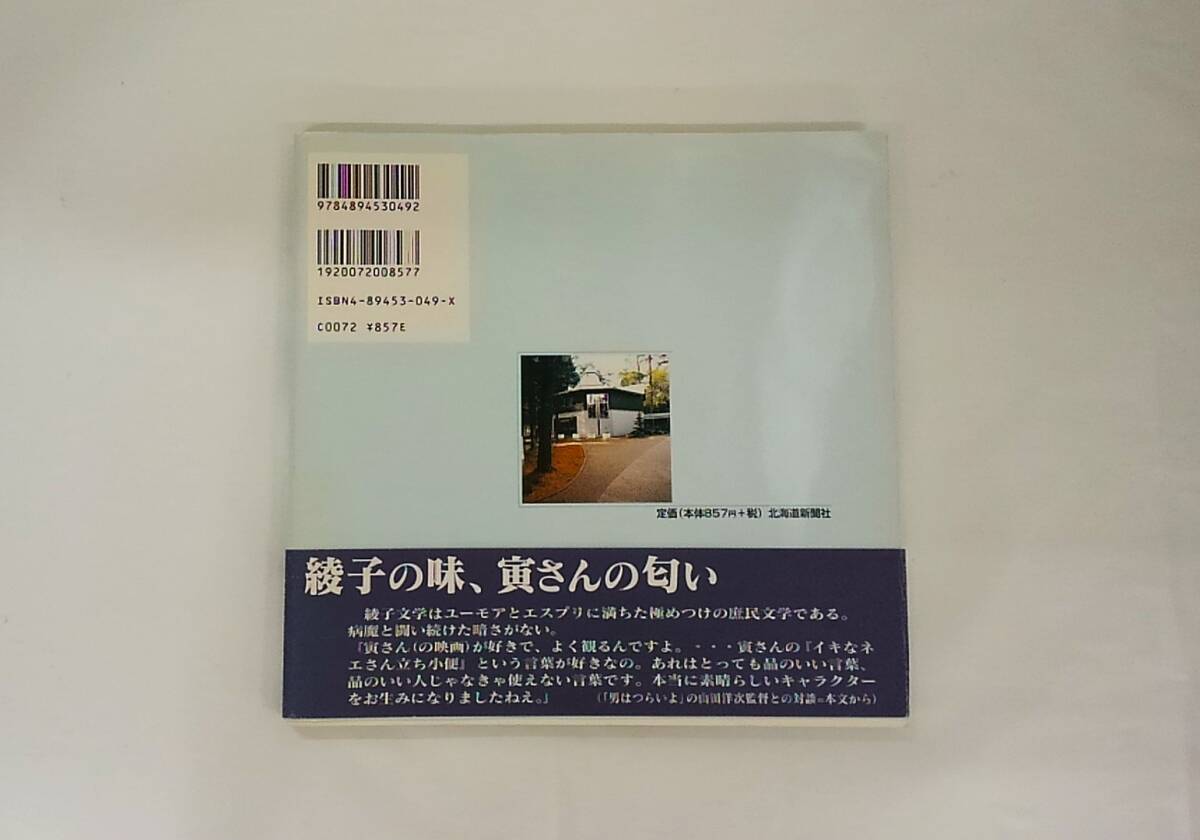 9784894530492
1920072008577
ISBN4-89453-049-X
C0072 ¥857E
定価(本体857円+税) 北海道新聞社
綾子の味、寅さんの匂い
綾子文学はユーモアとエスプリに満ちた極めつけの庶民文学である。
病魔と闘い続けた暗さがない。
「寅さん(の映画)が好きで、よく観るんですよ。・・・寅さんの『イキなネ
エさん立ち小便』という言葉が好きなの。あれはとっても品のいい言葉、
品のいい人じゃなきゃ使えない言葉です。本当に素晴らしいキャラクター
をお生みになりましたねえ。」 (「男はつらいよ」の山田洋次監督との対談=本文から)